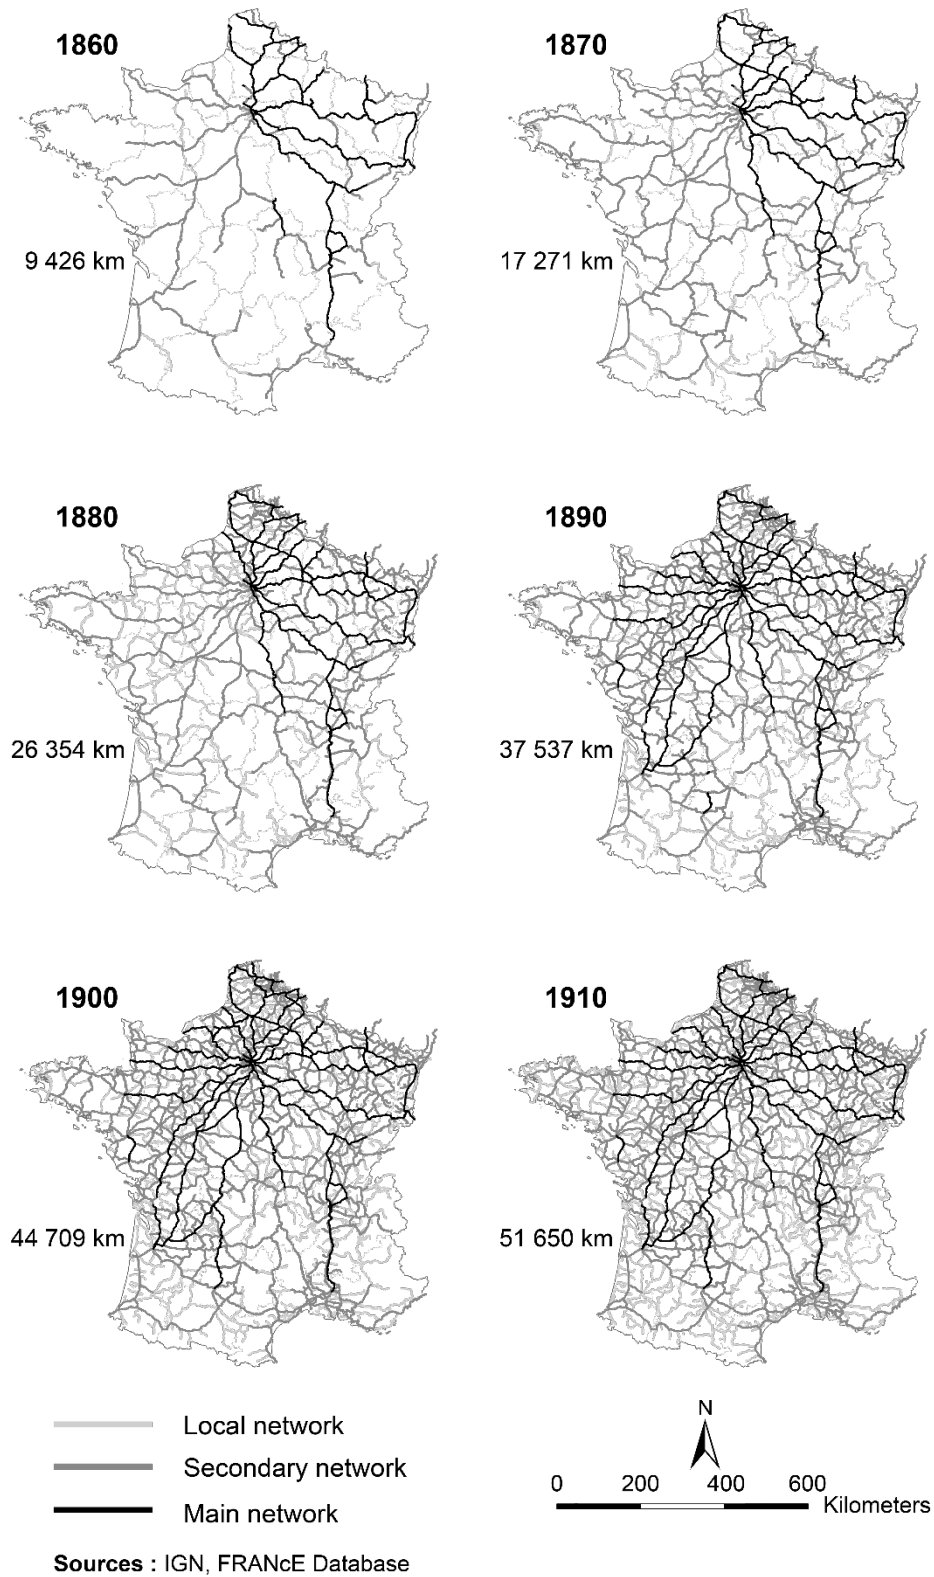 1860
1870
9 426 km
17 271 km
1880
1890
26 354 km
37 537 km
1900
1910
44 709 km
51 650 km
Local network
Secondary network
Main network
N
0 200 400 600
Kilometers
Sources : IGN, FRANcE Database